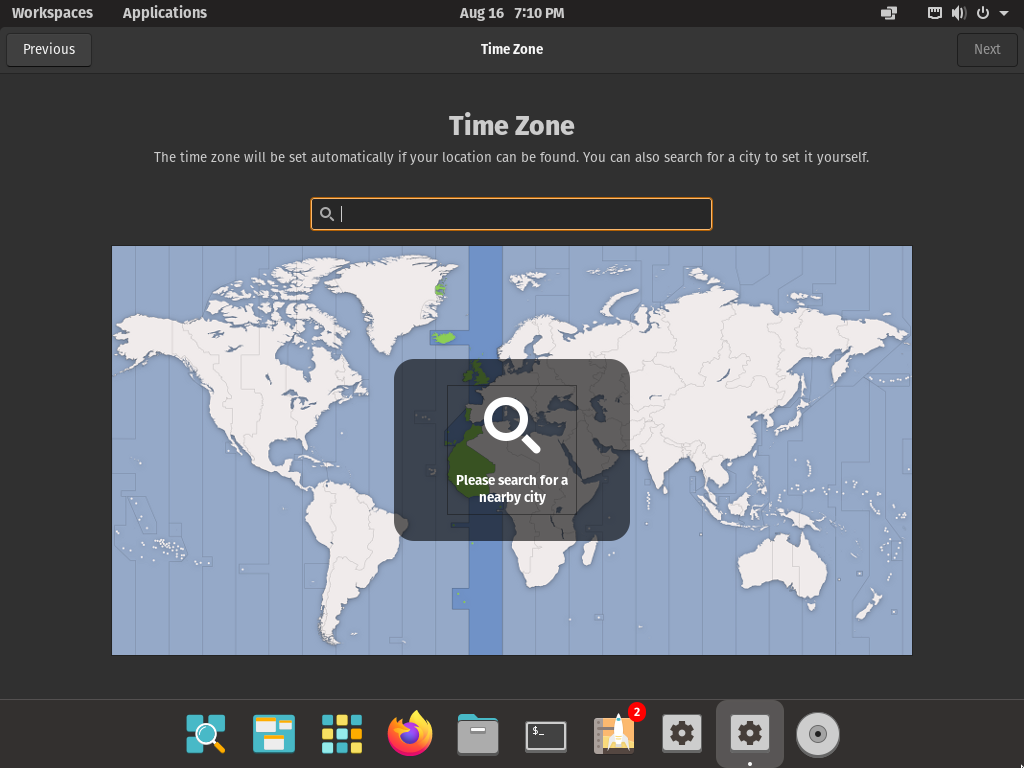 Workspaces Applications Aug 16 7:10 PM
Previous Time Zone Next
Time Zone
The time zone will be set automatically if your location can be found. You can also search for a city to set it yourself.
Please search for a
nearby city
$_
2